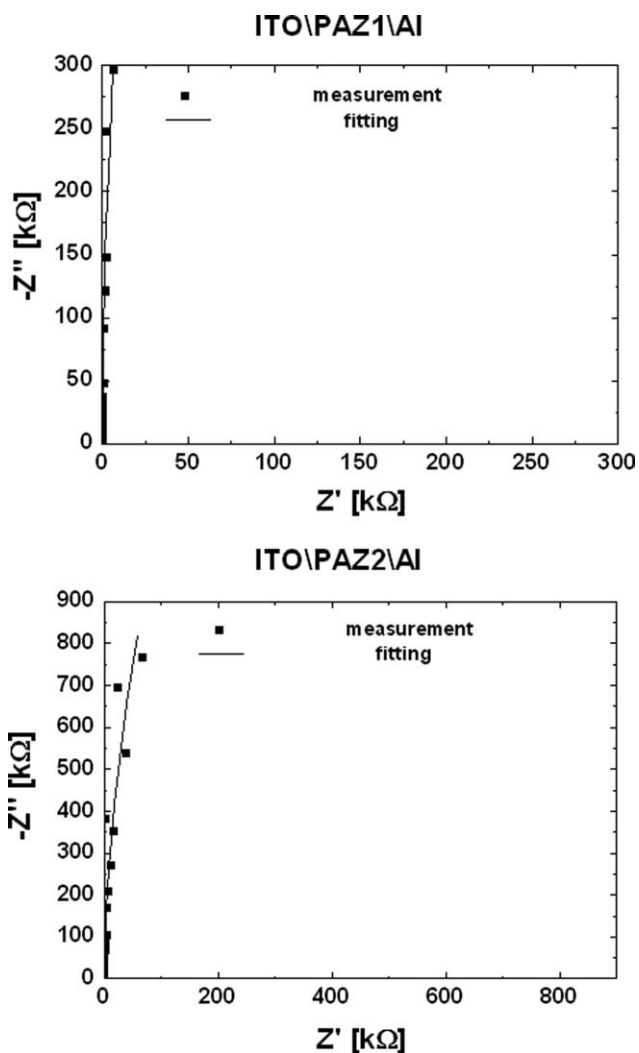 ITO\PAZ1\Al
300
250
200
150
100
50
0
-Z" [kΩ]
measurement
fitting
0 50 100 150 200 250 300
Z' [kΩ]
ITO\PAZ2\Al
900
800
700
600
500
400
300
200
100
0
-Z" [kΩ]
measurement
fitting
0 200 400 600 800
Z' [kΩ]